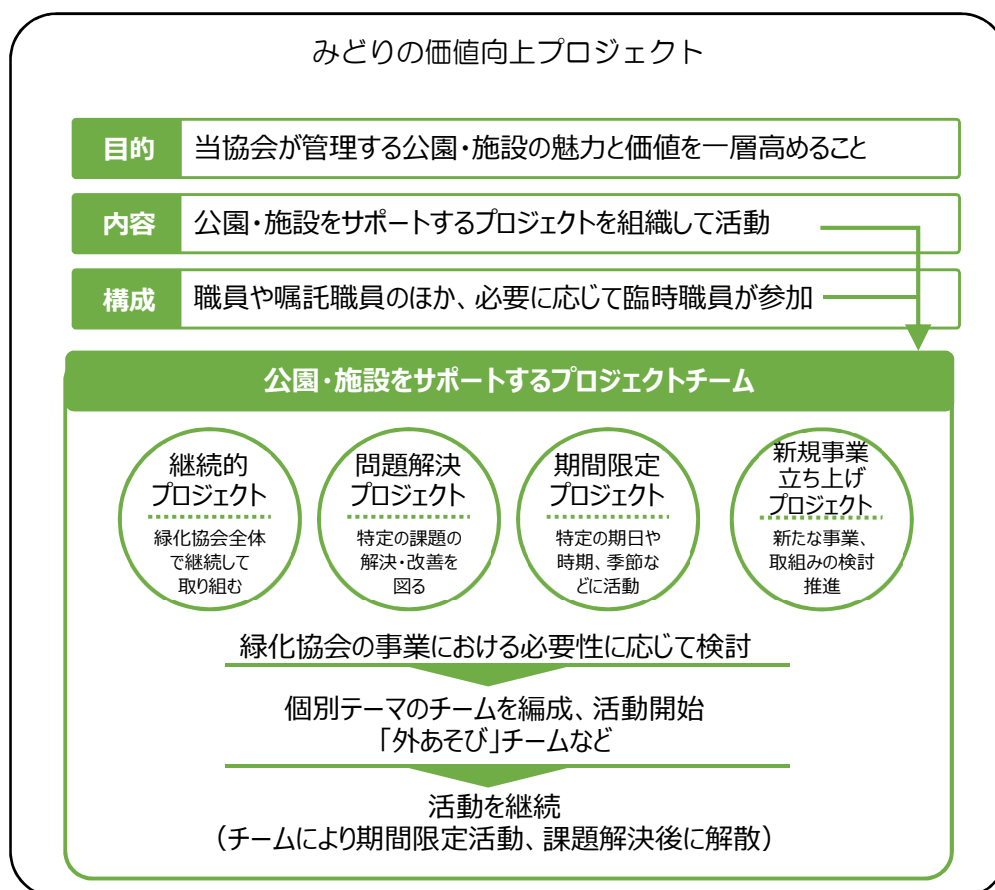 みどりの価値向上プロジェクト
目的 当協会が管理する公園・施設の魅力と価値を一層高めること
内容 公園・施設をサポートするプロジェクトを組織して活動
構成 職員や嘱託職員のほか、必要に応じて臨時職員が参加
公園・施設をサポートするプロジェクトチーム
継続的
プロジェクト
緑化協会全体
で継続して
取り組む
問題解決
プロジェクト
特定の課題の
解決・改善を
図る
期間限定
プロジェクト
特定の期日や
時期、季節な
どに活動
新規事業
立ち上げ
プロジェクト
新たな事業、
取組みの検討
推進
緑化協会の事業における必要性に応じて検討
個別テーマのチームを編成、活動開始
「外あそび」チームなど
活動を継続
（チームにより期間限定活動、課題解決後に解散）